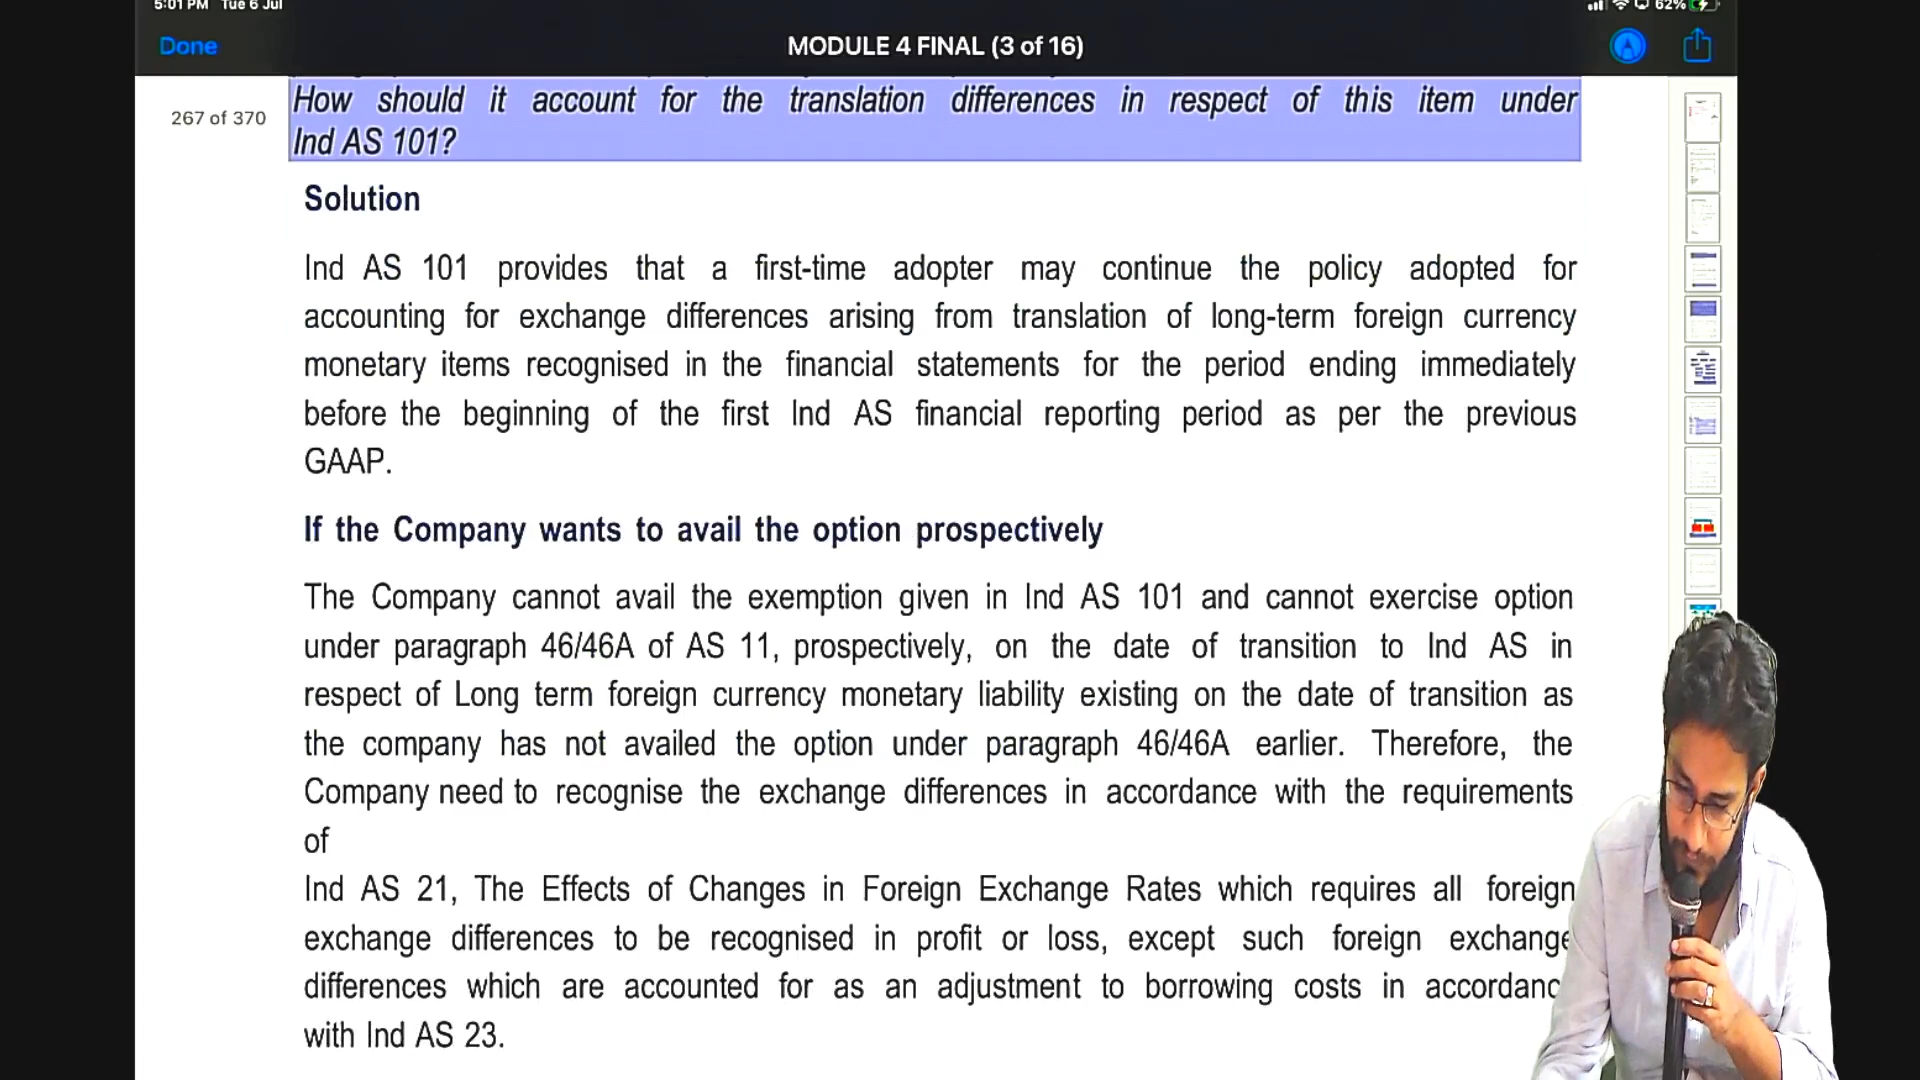 5:01 PM Tue 6 Jul
62%
Done
MODULE 4 FINAL (3 of 16)
267 of 370
How should it account for the translation differences in respect of this item under
Ind AS 101?
Solution
Ind AS 101 provides that a first-time adopter may continue the policy adopted for
accounting for exchange differences arising from translation of long-term foreign currency
monetary items recognised in the financial statements for the period ending immediately
before the beginning of the first Ind AS financial reporting period as per the previous
GAAP.
If the Company wants to avail the option prospectively
The Company cannot avail the exemption given in Ind AS 101 and cannot exercise option
under paragraph 46/46A of AS 11, prospectively, on the date of transition to Ind AS in
respect of Long term foreign currency monetary liability existing on the date of transition as
the company has not availed the option under paragraph 46/46A earlier. Therefore, the
Company need to recognise the exchange differences in accordance with the requirements
of
Ind AS 21, The Effects of Changes in Foreign Exchange Rates which requires all foreign
exchange differences to be recognised in profit or loss, except such foreign exchange
differences which are accounted for as an adjustment to borrowing costs in accordanc
with Ind AS 23.